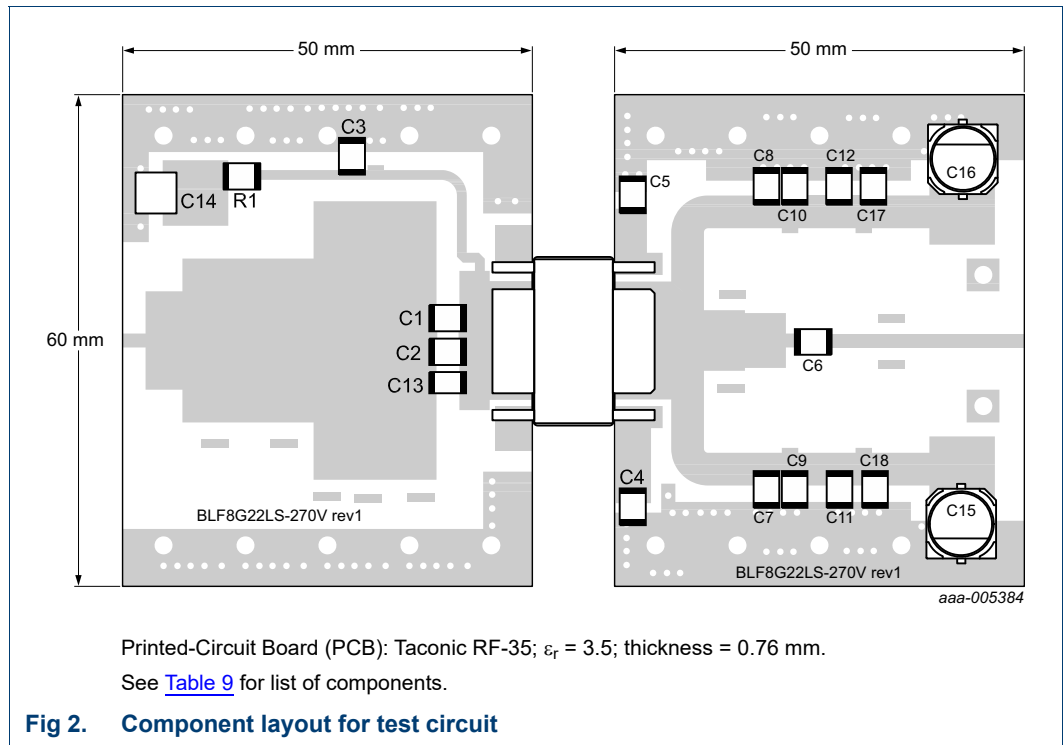 50 mm
50 mm
60 mm
C3
C14
R1
C1
C2
C13
BLF8G22LS-270V rev1
C5
C8
C12
C16
C10
C17
C6
C4
C9
C18
C7
C11
C15
BLF8G22LS-270V rev1
aaa-005384
Printed-Circuit Board (PCB): Taconic RF-35; εr = 3.5; thickness = 0.76 mm.
See Table 9 for list of components.
Fig 2. Component layout for test circuit